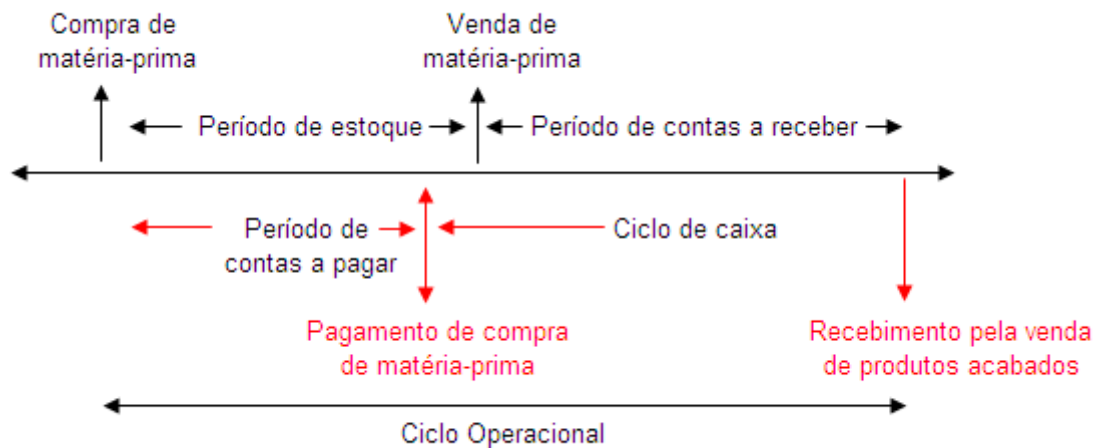 Compra de
matéria-prima
Venda de
matéria-prima
Período de estoque
Período de contas a receber
Período de
contas a pagar
Ciclo de caixa
Pagamento de compra
de matéria-prima
Recebimento pela venda
de produtos acabados
Ciclo Operacional